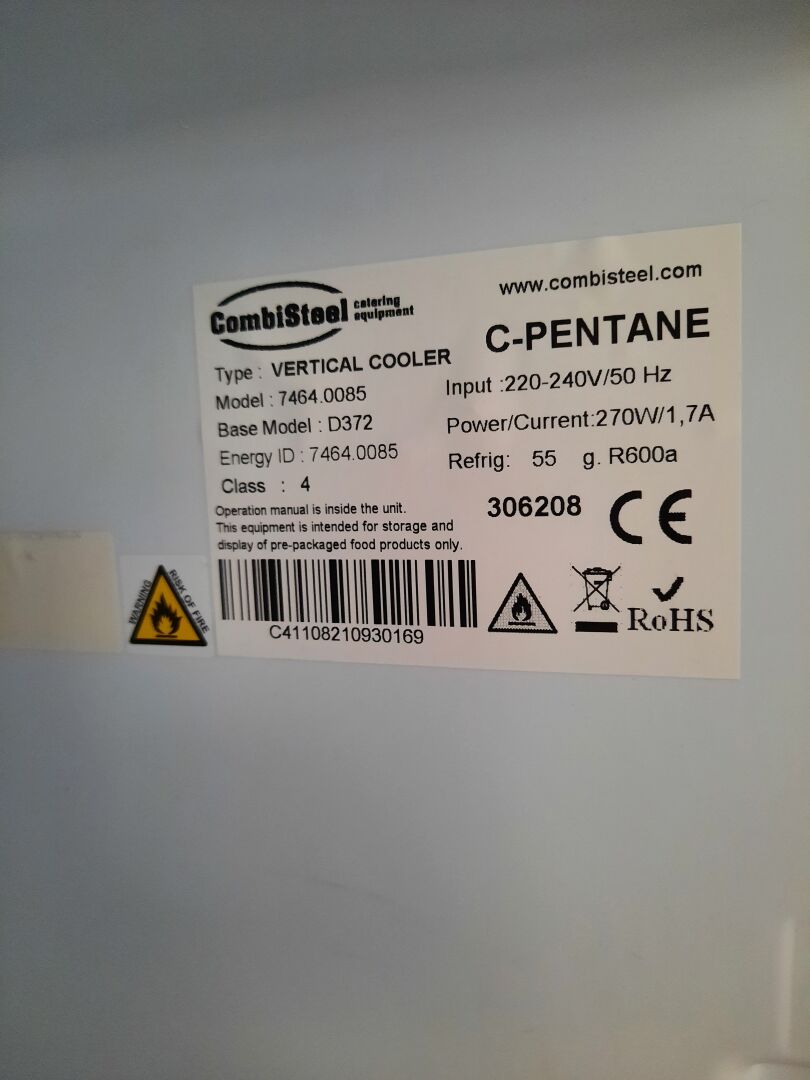 CombiSteel catering equipment
www.combisteel.com
C-PENTANE
Type : VERTICAL COOLER
Model : 7464.0085
Base Model : D372
Energy ID : 7464.0085
Class : 4
Input :220-240V/50 Hz
Power/Current:270W/1,7A
Refrig: 55 g. R600a
306208 CE
Operation manual is inside the unit.
This equipment is intended for storage and
display of pre-packaged food products only.
C41108210930169
RoHS
WARNING
RISK OF FIRE